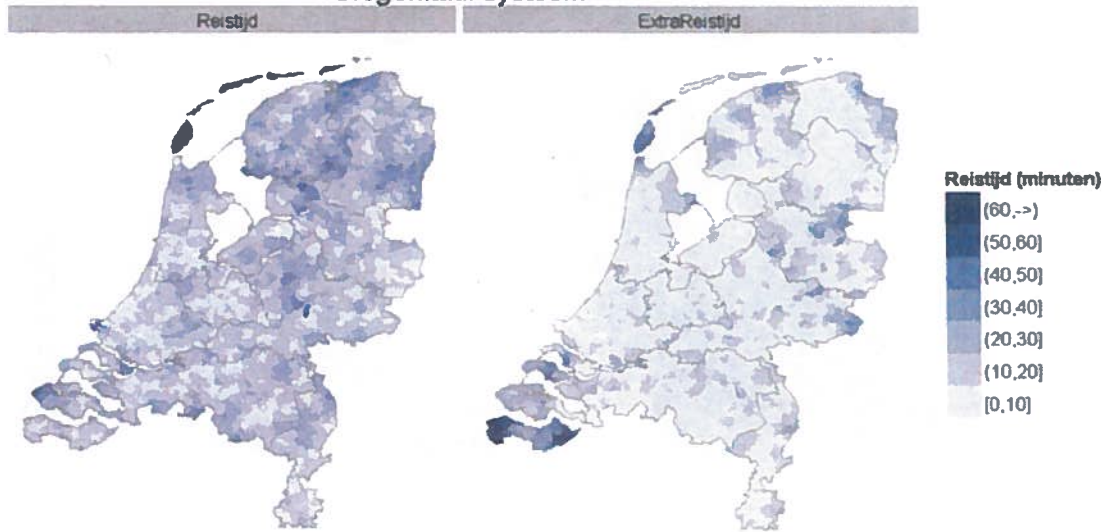 Reistijd
ExtraReistijd
Reistijd (minuten)
(60,->)
(50,60]
(40,50]
(30,40]
(20,30]
(10,20]
[0,10]